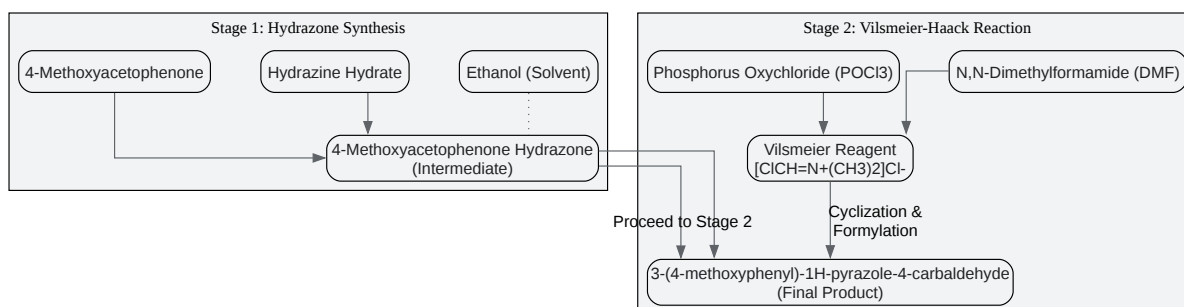 Stage 1: Hydrazone Synthesis
4-Methoxyacetophenone
Hydrazine Hydrate
Ethanol (Solvent)
4-Methoxyacetophenone Hydrazone
(Intermediate)
Proceed to Stage 2
Stage 2: Vilsmeier-Haack Reaction
Phosphorus Oxychloride (POCl3)
N,N-Dimethylformamide (DMF)
Vilsmeier Reagent
[ClCH=N+(CH3)2]Cl-
Cyclization &
Formylation
3-(4-methoxyphenyl)-1H-pyrazole-4-carbaldehyde
(Final Product)